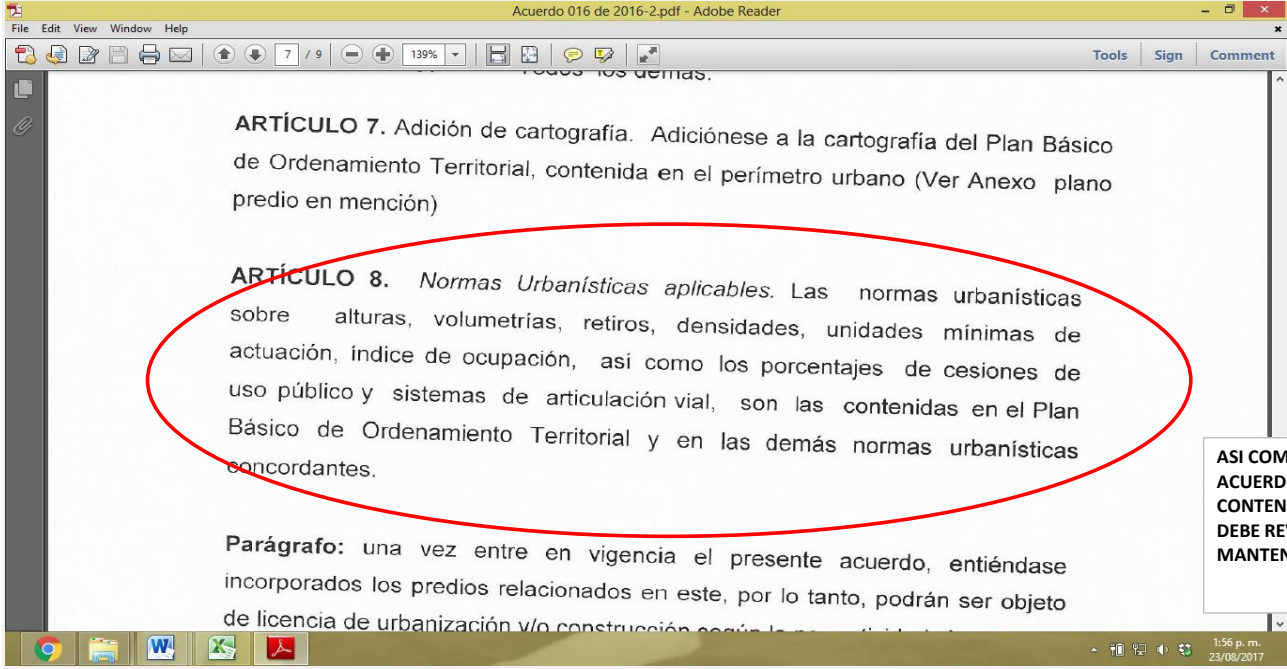 Acuerdo 016 de 2016-2.pdf - Adobe Reader
File Edit View Window Help
7 / 9 139% Tools Sign Comment
Todos los demás.
ARTÍCULO 7. Adición de cartografía. Adiciónese a la cartografía del Plan Básico
de Ordenamiento Territorial, contenida en el perímetro urbano (Ver Anexo plano
predio en mención)
ARTÍCULO 8. Normas Urbanísticas aplicables. Las normas urbanísticas
sobre alturas, volumetrías, retiros, densidades, unidades mínimas de
actuación, índice de ocupación, así como los porcentajes de cesiones de
uso público y sistemas de articulación vial, son las contenidas en el Plan
Básico de Ordenamiento Territorial y en las demás normas urbanísticas
concordantes.
ASI COM
ACUERD
CONTEN
DEBE RE
MANTEN
Parágrafo: una vez entre en vigencia el presente acuerdo, entiéndase
incorporados los predios relacionados en este, por lo tanto, podrán ser objeto
de licencia de urbanización y/o construcción según la
1:56 p. m.
23/08/2017